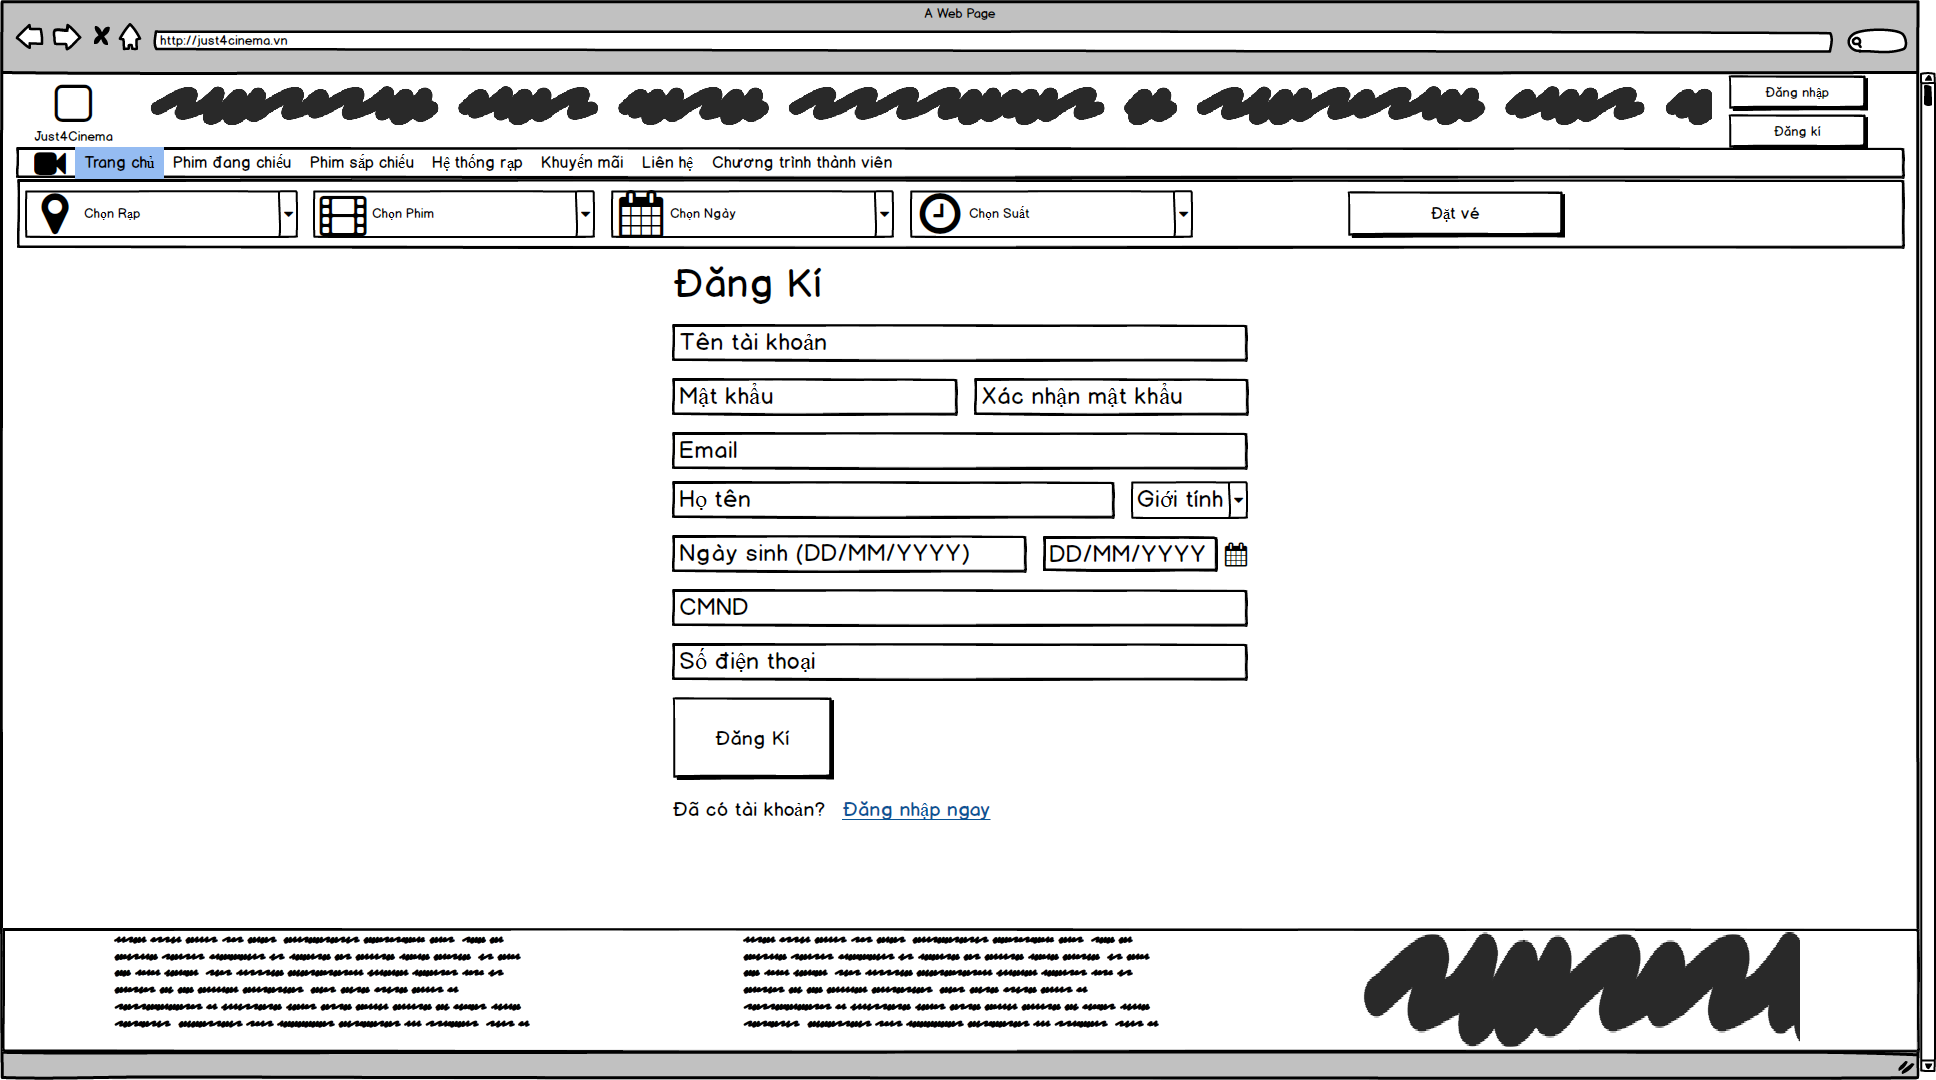 A Web Page
http://just4cinema.vn
Just4Cinema
Đăng nhập
Đăng kí
Trang chủ Phim đang chiếu Phim sắp chiếu Hệ thống rạp Khuyến mãi Liên hệ Chương trình thành viên
Chọn Rạp Chọn Phim Chọn Ngày Chọn Suất Đặt vé
Đăng Kí
Tên tài khoản
Mật khẩu Xác nhận mật khẩu
Email
Họ tên Giới tính
Ngày sinh (DD/MM/YYYY) DD/MM/YYYY
CMND
Số điện thoại
Đăng Kí
Đã có tài khoản? Đăng nhập ngay